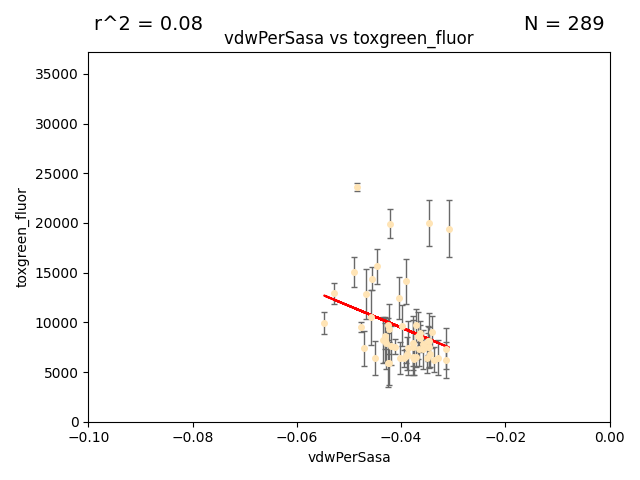 r^2 = 0.08
N = 289
vdwPerSasa vs toxgreen_fluor
35000
30000
25000
20000
15000
10000
5000
0
toxgreen_fluor
−0.10
−0.08
−0.06
−0.04
−0.02
0.00
vdwPerSasa